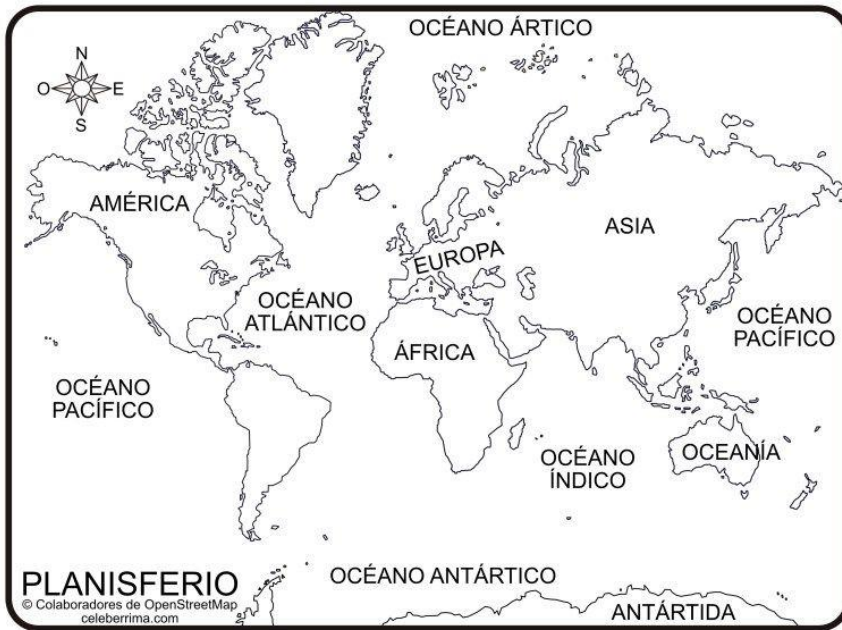 OCÉANO ÁRTICO
N
O
E
S
AMÉRICA
ASIA
EUROPA
OCÉANO
ATLÁNTICO
OCÉANO
PACÍFICO
ÁFRICA
OCÉANO
PACÍFICO
OCÉANO
ÍNDICO
OCEANÍA
PLANISFERIO
© Colaboradores de OpenStreetMap
celeberrima.com
OCÉANO ANTÁRTICO
ANTÁRTIDA